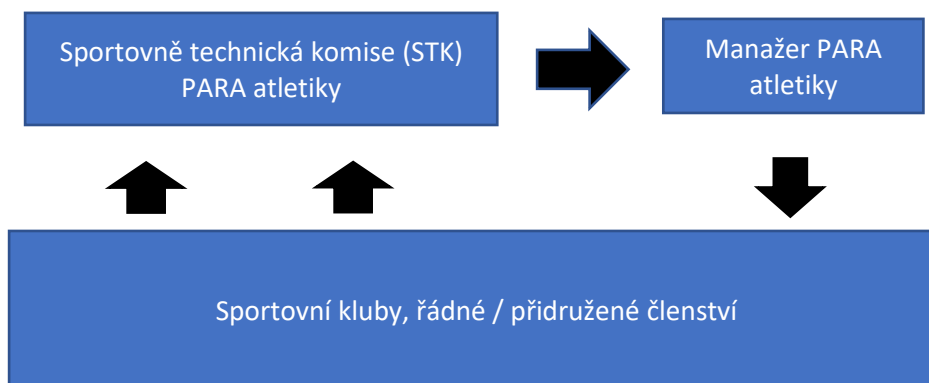 Sportovně technická komise (STK)
PARA atletiky
Manažer PARA
atletiky
Sportovní kluby, řádné / přidružené členství